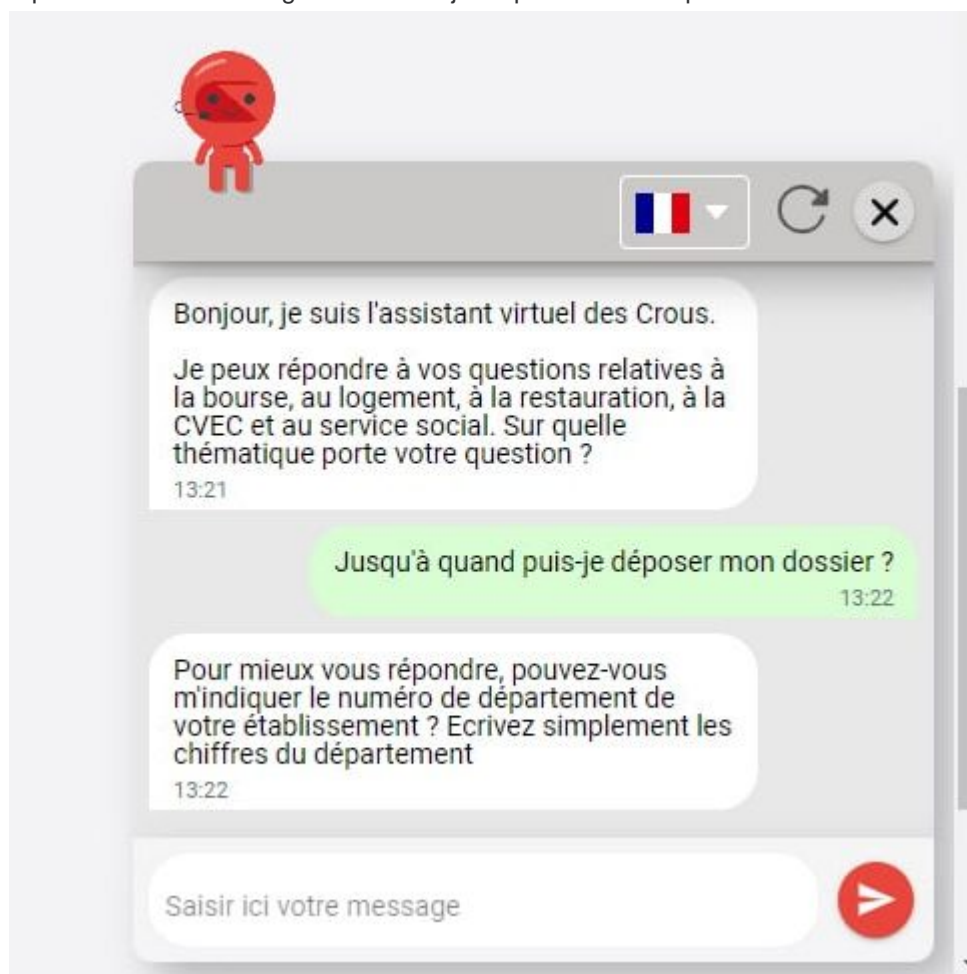 Bonjour, je suis l'assistant virtuel des Crous.
Je peux répondre à vos questions relatives à
la bourse, au logement, à la restauration, à la
CVEC et au service social. Sur quelle
thématique porte votre question ?
13:21
Jusqu'à quand puis-je déposer mon dossier ?
13:22
Pour mieux vous répondre, pouvez-vous
m'indiquer le numéro de département de
votre établissement ? Ecrivez simplement les
chiffres du département
13:22
Saisir ici votre message